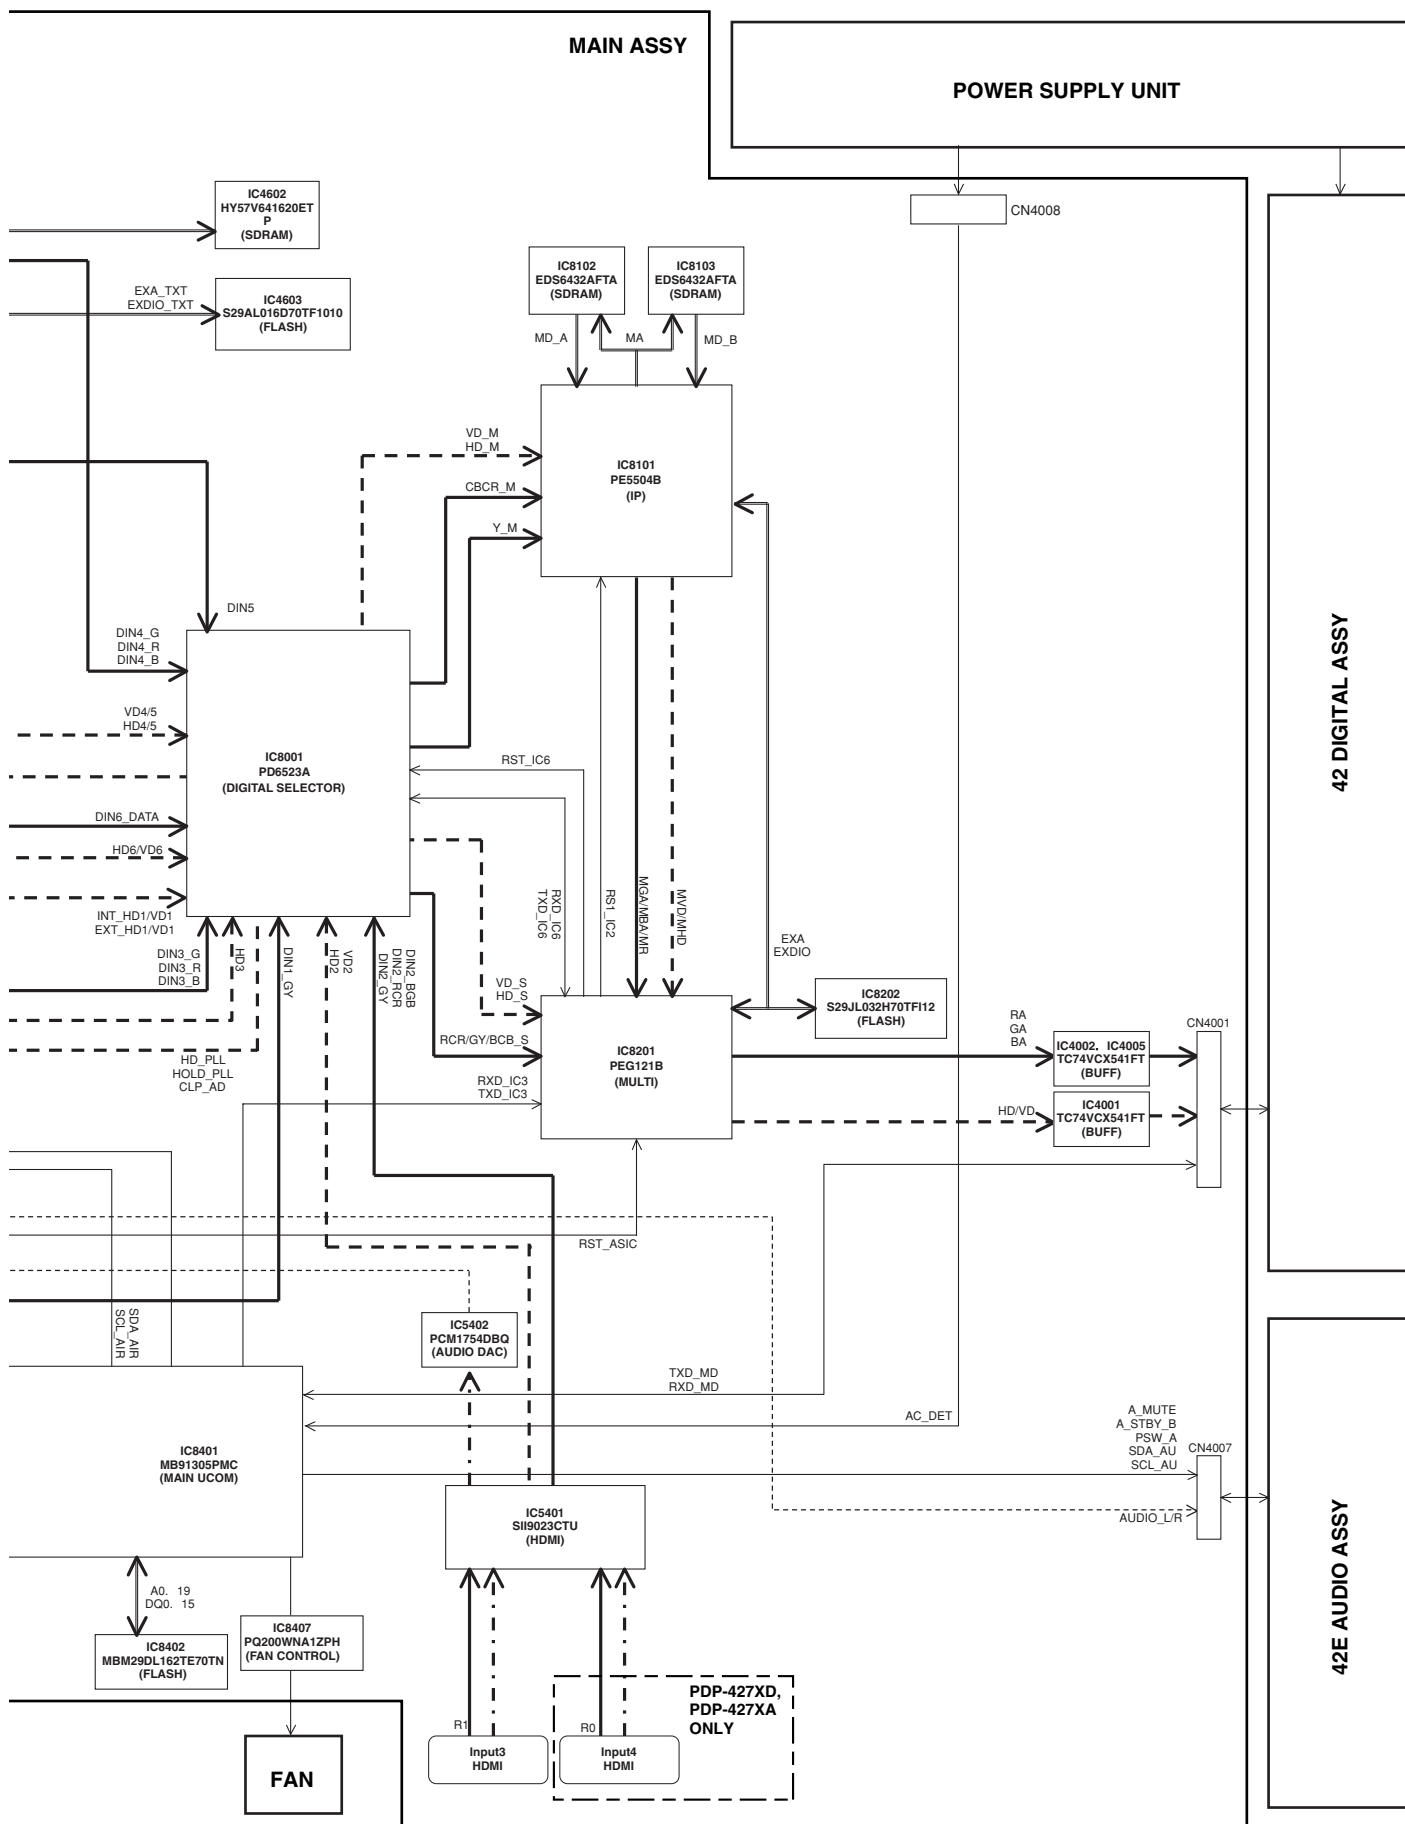 MAIN ASSY
POWER SUPPLY UNIT
IC4602
HY57V641620ET
P
(SDRAM)
CN4008
IC8102
EDS6432AFTA
(SDRAM)
IC8103
EDS6432AFTA
(SDRAM)
EXA_TXT
EXDIO_TXT
IC4603
S29AL016D70TF1010
(FLASH)
MD_A
MA
MD_B
VD_M
HD_M
IC8101
PE5504B
(IP)
CBCR_M
Y_M
DIN5
DIN4_G
DIN4_R
DIN4_B
42 DIGITAL ASSY
VD4/5
HD4/5
IC8001
PD6523A
(DIGITAL SELECTOR)
RST_IC6
DIN6_DATA
HD6/VD6
RXD_IC6
TXD_IC6
RS1_IC2
MGA/MBA/MR
MVD/MHD
INT_HD1/VD1
EXT_HD1/VD1
EXA
EXDIO
DIN3_G
DIN3_R
DIN3_B
HD3
DIN1_GY
VD2
HD2
DIN2_BGB
DIN2_RCR
DIN2_GY
VD_S
HD_S
IC8202
S29JL032H70TFI12
(FLASH)
RA
GA
BA
CN4001
RCR/GY/BCB_S
IC8201
PEG121B
(MULTI)
IC4002, IC4005
TC74VCX541FT
(BUFF)
HD_PLL
HOLD_PLL
CLP_AD
RXD_IC3
TXD_IC3
HD/VD
IC4001
TC74VCX541FT
(BUFF)
RST_ASIC
SDA_AIR
SCL_AIR
IC5402
PCM1754DBQ
(AUDIO DAC)
TXD_MD
RXD_MD
AC_DET
A_MUTE
A_STBY_B
PSW_A
SDA_AU
SCL_AU
CN4007
IC8401
MB91305PMC
(MAIN UCOM)
IC5401
SII9023CTU
(HDMI)
AUDIO_L/R
42E AUDIO ASSY
A0. 19
DQ0. 15
IC8407
PQ200WNA1ZPH
(FAN CONTROL)
IC8402
MBM29DL162TE70TN
(FLASH)
PDP-427XD,
PDP-427XA
ONLY
R1
R0
Input3
HDMI
Input4
HDMI
FAN